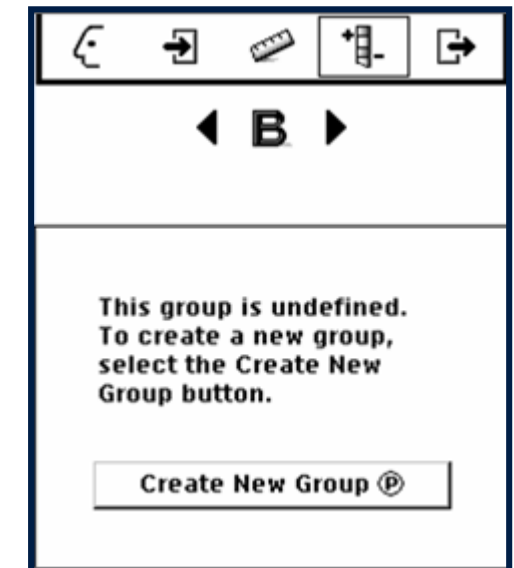 B
This group is undefined.
To create a new group,
select the Create New
Group button.
Create New Group Ⓟ